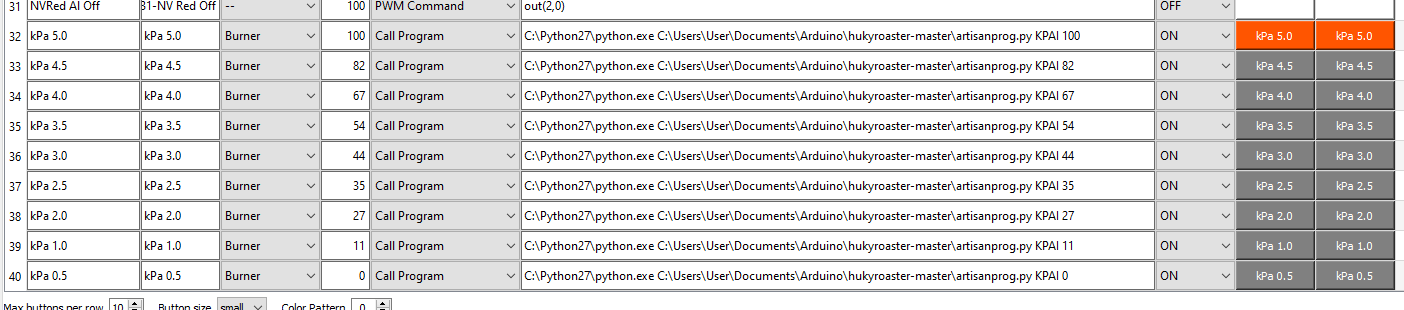 31 NVRed AI Off 31-NV Red Off -- 100 PWM Command out(2,0) OFF
32 kPa 5.0 kPa 5.0 Burner 100 Call Program C:\Python27\python.exe C:\Users\User\Documents\Arduino\hukyroaster-master\artisanprog.py KPAI 100 ON kPa 5.0 kPa 5.0
33 kPa 4.5 kPa 4.5 Burner 82 Call Program C:\Python27\python.exe C:\Users\User\Documents\Arduino\hukyroaster-master\artisanprog.py KPAI 82 ON kPa 4.5 kPa 4.5
34 kPa 4.0 kPa 4.0 Burner 67 Call Program C:\Python27\python.exe C:\Users\User\Documents\Arduino\hukyroaster-master\artisanprog.py KPAI 67 ON kPa 4.0 kPa 4.0
35 kPa 3.5 kPa 3.5 Burner 54 Call Program C:\Python27\python.exe C:\Users\User\Documents\Arduino\hukyroaster-master\artisanprog.py KPAI 54 ON kPa 3.5 kPa 3.5
36 kPa 3.0 kPa 3.0 Burner 44 Call Program C:\Python27\python.exe C:\Users\User\Documents\Arduino\hukyroaster-master\artisanprog.py KPAI 44 ON kPa 3.0 kPa 3.0
37 kPa 2.5 kPa 2.5 Burner 35 Call Program C:\Python27\python.exe C:\Users\User\Documents\Arduino\hukyroaster-master\artisanprog.py KPAI 35 ON kPa 2.5 kPa 2.5
38 kPa 2.0 kPa 2.0 Burner 27 Call Program C:\Python27\python.exe C:\Users\User\Documents\Arduino\hukyroaster-master\artisanprog.py KPAI 27 ON kPa 2.0 kPa 2.0
39 kPa 1.0 kPa 1.0 Burner 11 Call Program C:\Python27\python.exe C:\Users\User\Documents\Arduino\hukyroaster-master\artisanprog.py KPAI 11 ON kPa 1.0 kPa 1.0
40 kPa 0.5 kPa 0.5 Burner 0 Call Program C:\Python27\python.exe C:\Users\User\Documents\Arduino\hukyroaster-master\artisanprog.py KPAI 0 ON kPa 0.5 kPa 0.5
Max buttons per row 10 Button size small Color Pattern 0